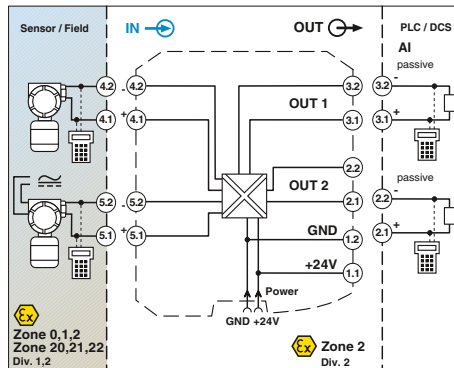 Sensor / Field
IN
OUT
PLC / DCS
AI
passive
4.2 - 4.2
3.2
3.2 -
OUT 1
4.1 + 4.1
3.1
3.1 +
2.2
passive
OUT 2
5.2 - 5.2
2.1
2.2 -
5.1 + 5.1
GND
1.2
2.1 +
+24V
1.1
Power
GND +24V
Ex
Zone 0,1,2
Zone 20,21,22
Div. 1,2
Ex
Zone 2
Div. 2